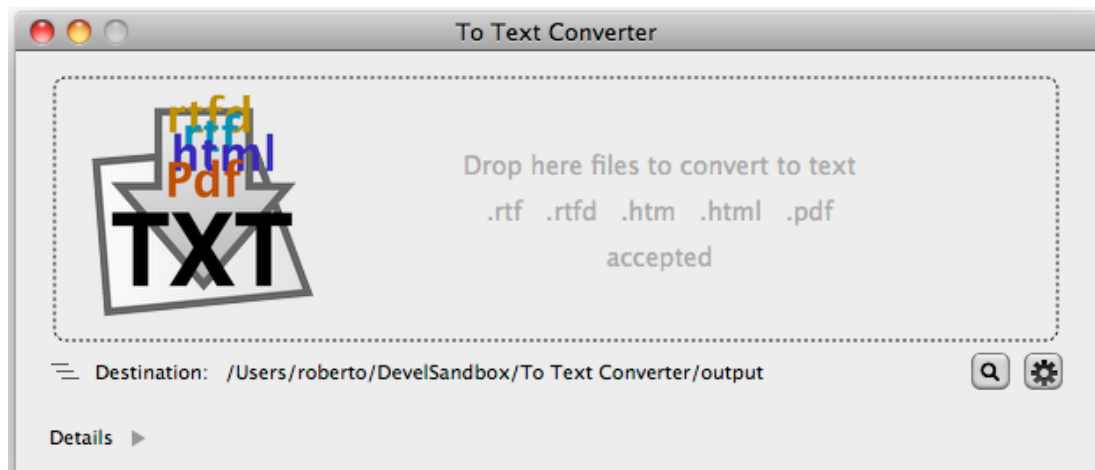 To Text Converter
rtfd
rtf
html
Pdf
TXT
Drop here files to convert to text
.rtf .rtfd .htm .html .pdf
accepted
Destination: /Users/roberto/DevelSandbox/To Text Converter/output
Details